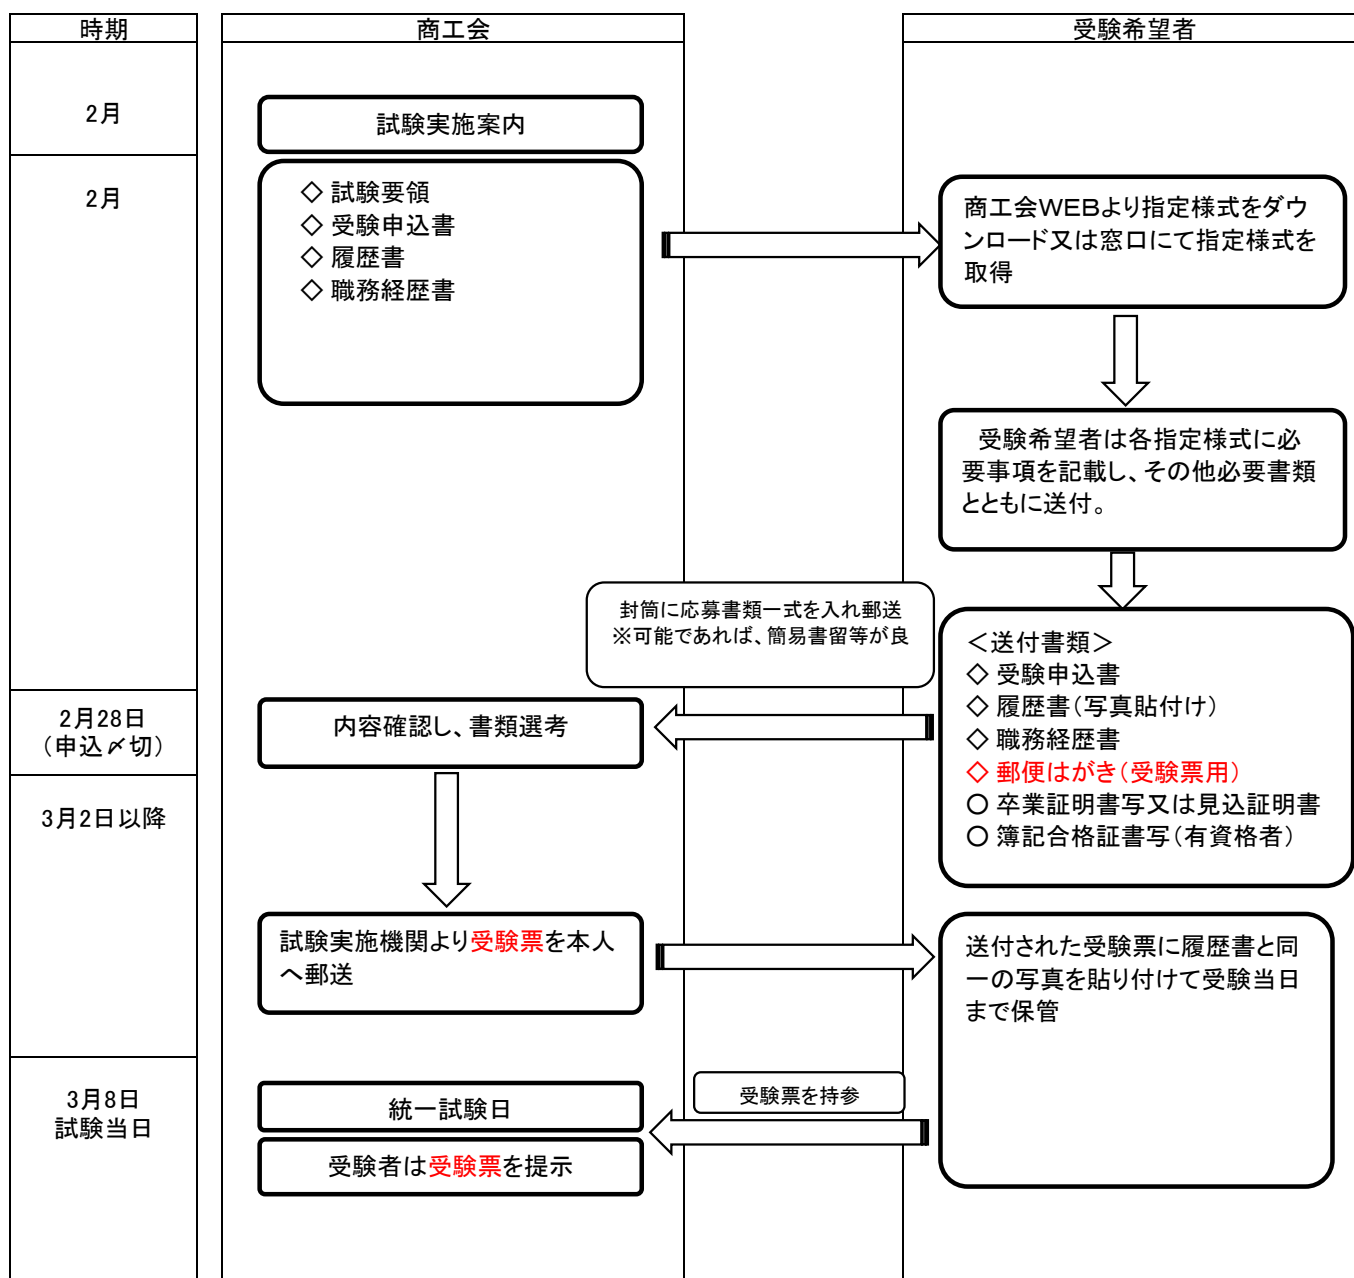 時期
商工会
受験希望者
2月
試験実施案内
2月
◇ 試験要領
◇ 受験申込書
◇ 履歴書
◇ 職務経歴書
商工会WEBより指定様式をダウ
ンロード又は窓口にて指定様式を
取得
受験希望者は各指定様式に必
要事項を記載し、その他必要書類
とともに送付。
封筒に応募書類一式を入れ郵送
※可能であれば、簡易書留等が良
＜送付書類＞
◇ 受験申込書
◇ 履歴書（写真貼付け）
◇ 職務経歴書
◇ 郵便はがき（受験票用）
○ 卒業証明書写又は見込証明書
○ 簿記合格証書写（有資格者）
2月28日
（申込〆切）
内容確認し、書類選考
3月2日以降
試験実施機関より受験票を本人
へ郵送
送付された受験票に履歴書と同
一の写真を貼り付けて受験当日
まで保管
3月8日
試験当日
統一試験日
受験票を持参
受験者は受験票を提示